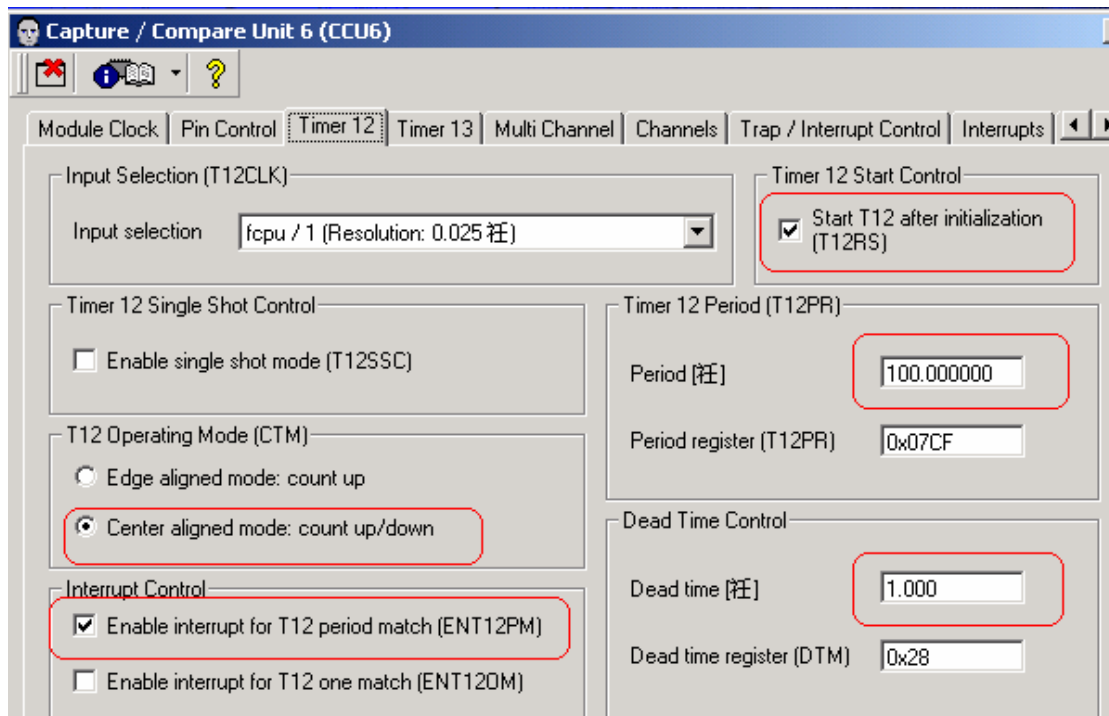 Capture / Compare Unit 6 (CCU6)
Module Clock Pin Control Timer 12 Timer 13 Multi Channel Channels Trap / Interrupt Control Interrupts
Input Selection (T12CLK)
Input selection fcpu / 1 (Resolution: 0.025 祍)
Timer 12 Start Control
Start T12 after initialization
(T12RS)
Timer 12 Single Shot Control
Enable single shot mode (T12SSC)
Timer 12 Period (T12PR)
Period [祍] 100.000000
Period register (T12PR) 0x07CF
T12 Operating Mode (CTM)
Edge aligned mode: count up
Center aligned mode: count up/down
Dead Time Control
Dead time [祍] 1.000
Dead time register (DTM) 0x28
Interrupt Control
Enable interrupt for T12 period match (ENT12PM)
Enable interrupt for T12 one match (ENT12OM)